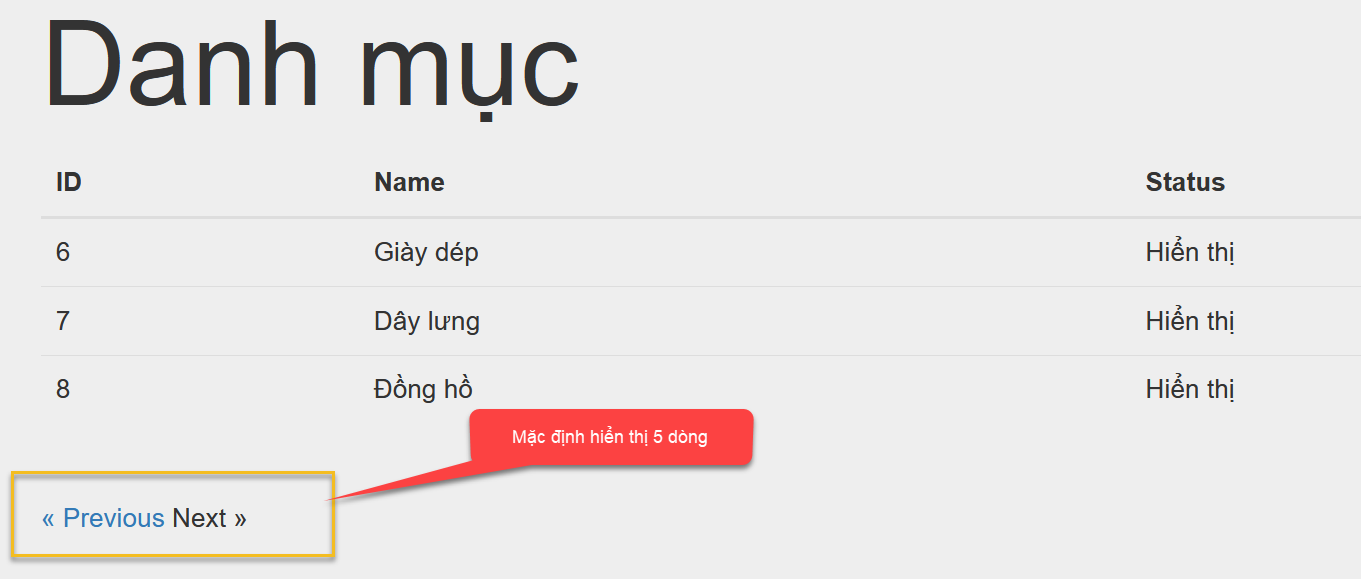 Danh mục
ID Name Status
6 Giày dép Hiển thị
7 Dây lưng Hiển thị
8 Đồng hồ Hiển thị
Mặc định hiển thị 5 dòng
« Previous Next »